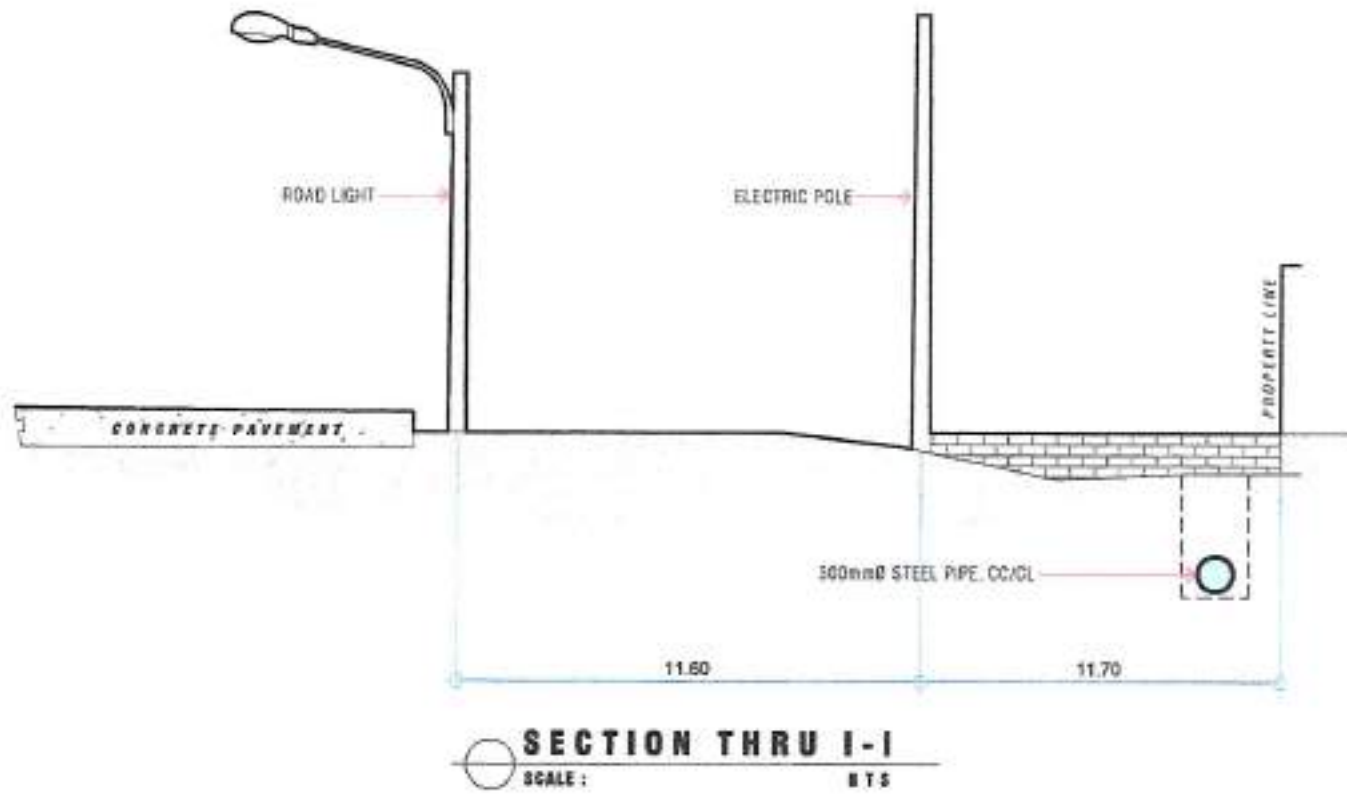 ROAD LIGHT
ELECTRIC POLE
PROPERTY LINE
CONCRETE PAVEMENT
300mmØ STEEL PIPE, CC/CL
11.60
11.70
SECTION THRU I-I
SCALE : NTS